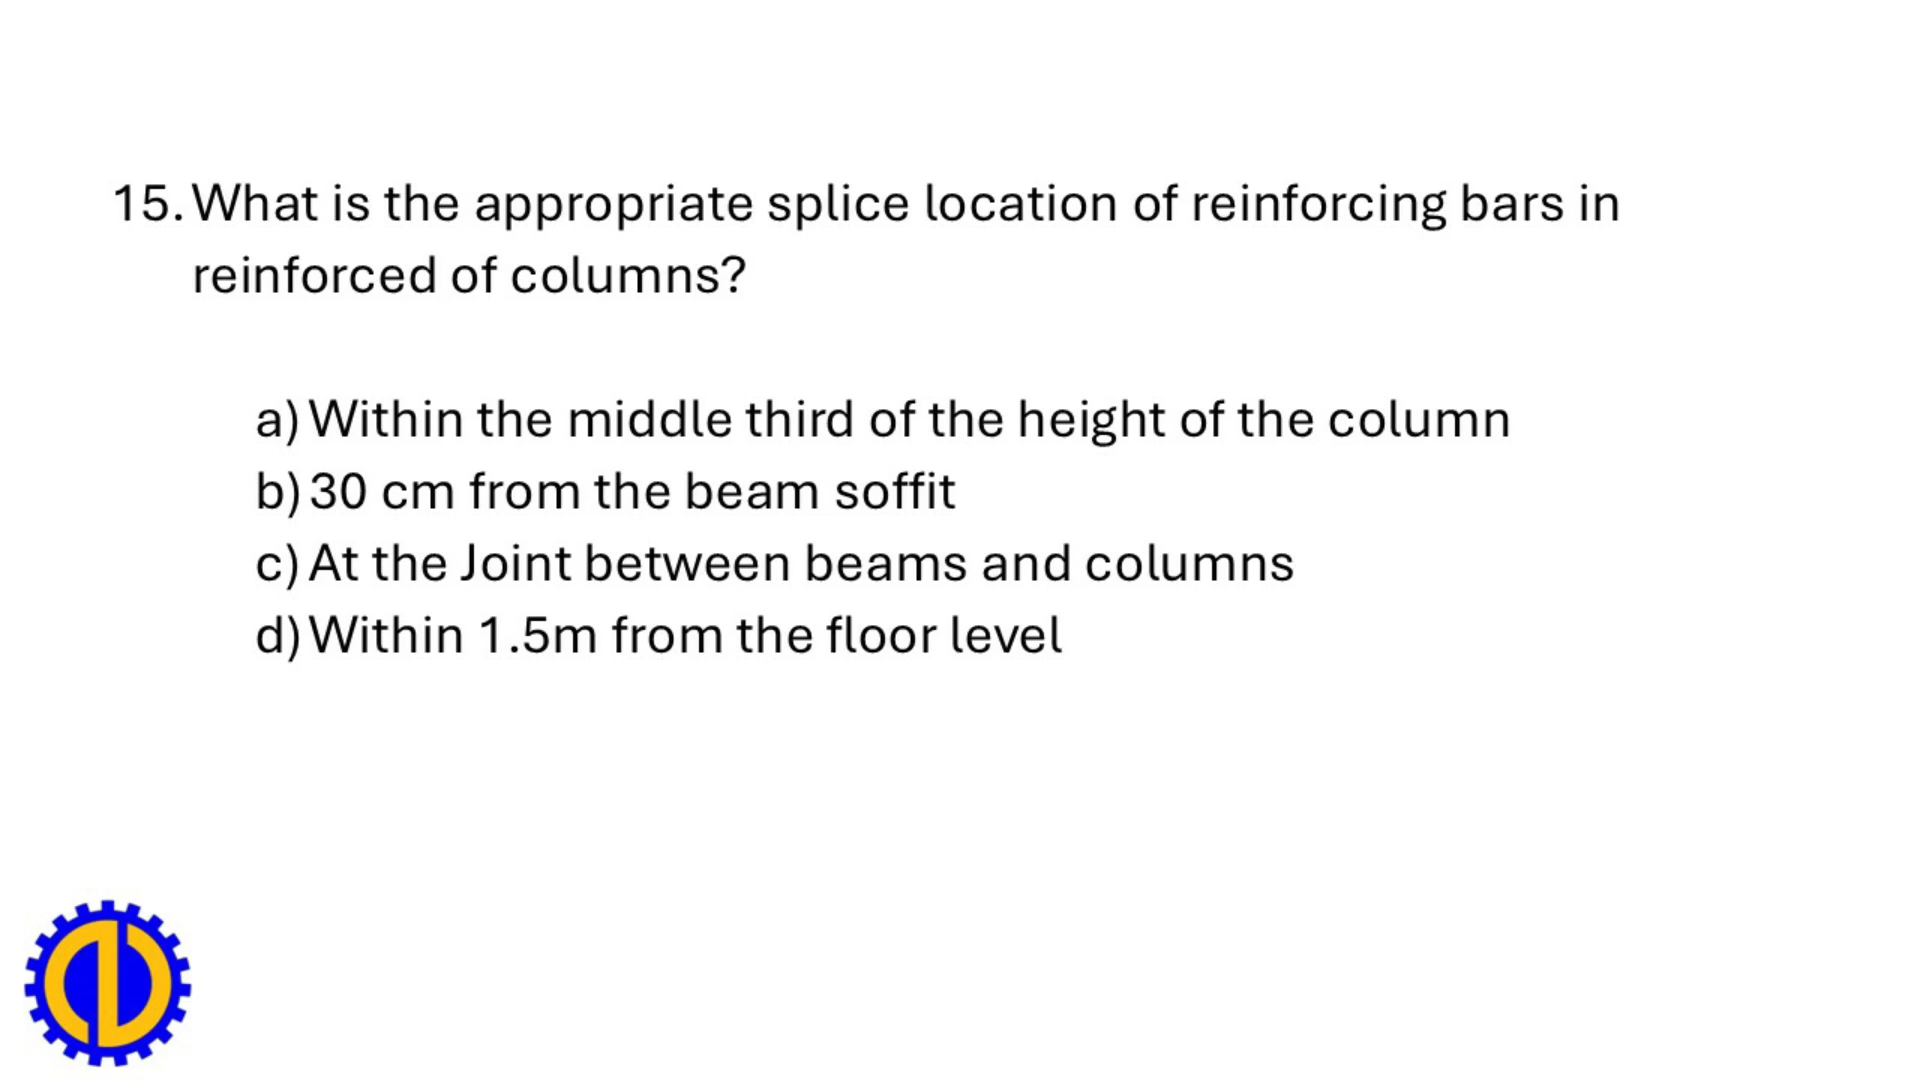 15. What is the appropriate splice location of reinforcing bars in
reinforced of columns?
a) Within the middle third of the height of the column
b) 30 cm from the beam soffit
c) At the Joint between beams and columns
d) Within 1.5m from the floor level